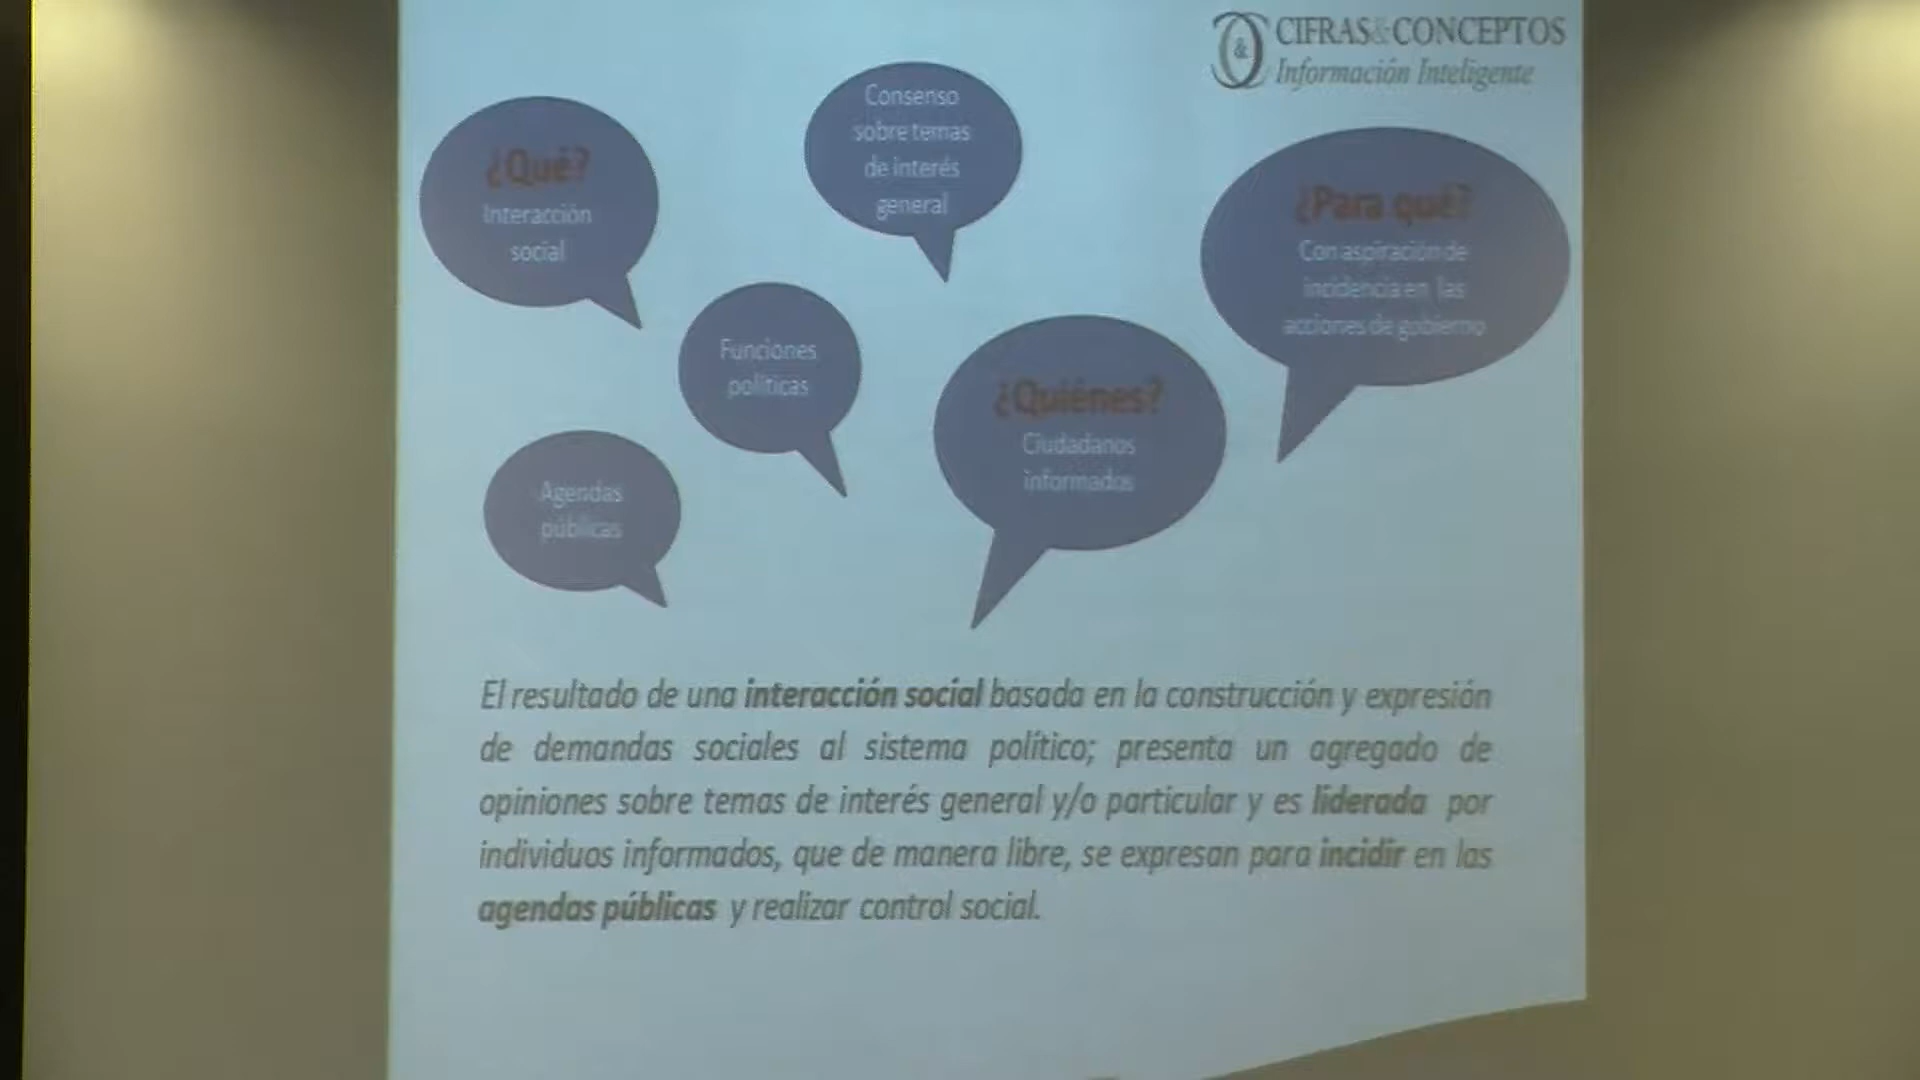 CIFRAS&CONCEPTOS
Información Inteligente
¿Qué?
Interacción
social
Consenso
sobre temas
de interés
general
¿Para qué?
Con aspiración de
incidencia en las
acciones de gobierno
Funciones
políticas
¿Quiénes?
Ciudadanos
informados
Agendas
públicas
El resultado de una interacción social basada en la construcción y expresión
de demandas sociales al sistema político; presenta un agregado de
opiniones sobre temas de interés general y/o particular y es liderada por
individuos informados, que de manera libre, se expresan para incidir en las
agendas públicas y realizar control social.